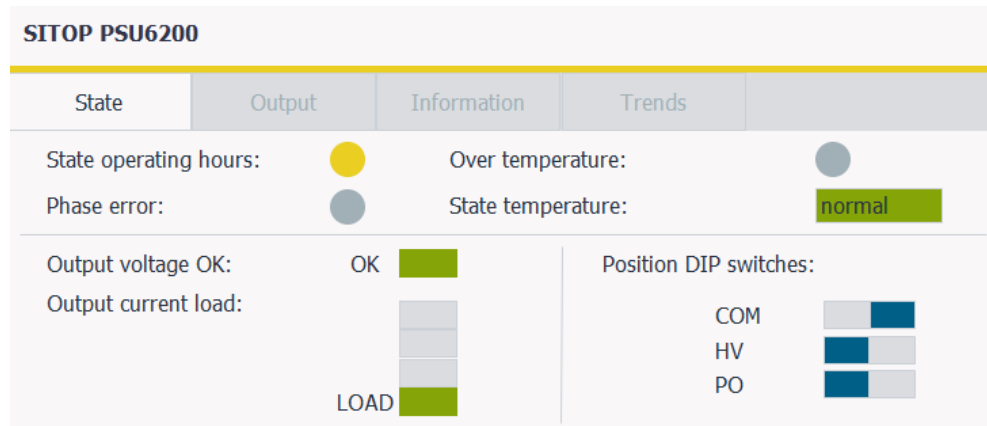 SITOP PSU6200
State Output Information Trends
State operating hours: Over temperature:
Phase error: State temperature: normal
Output voltage OK: OK Position DIP switches:
Output current load:
COM
HV
PO
LOAD